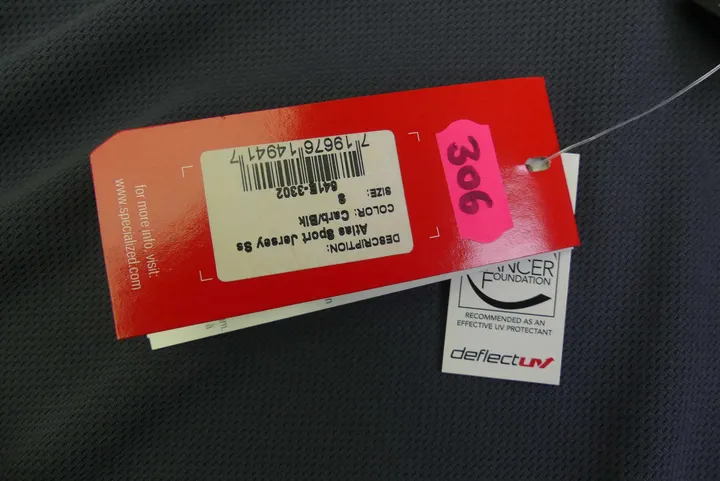 306
DESCRIPTION:
Atlas Sport Jersey Ss
COLOR: Carb/Blk
SIZE: S
641E-3302
7 19676 14941 7
for more info, visit:
www.specialized.com
ANCER
FOUNDATION
RECOMMENDED AS AN
EFFECTIVE UV PROTECTANT
deflectUV